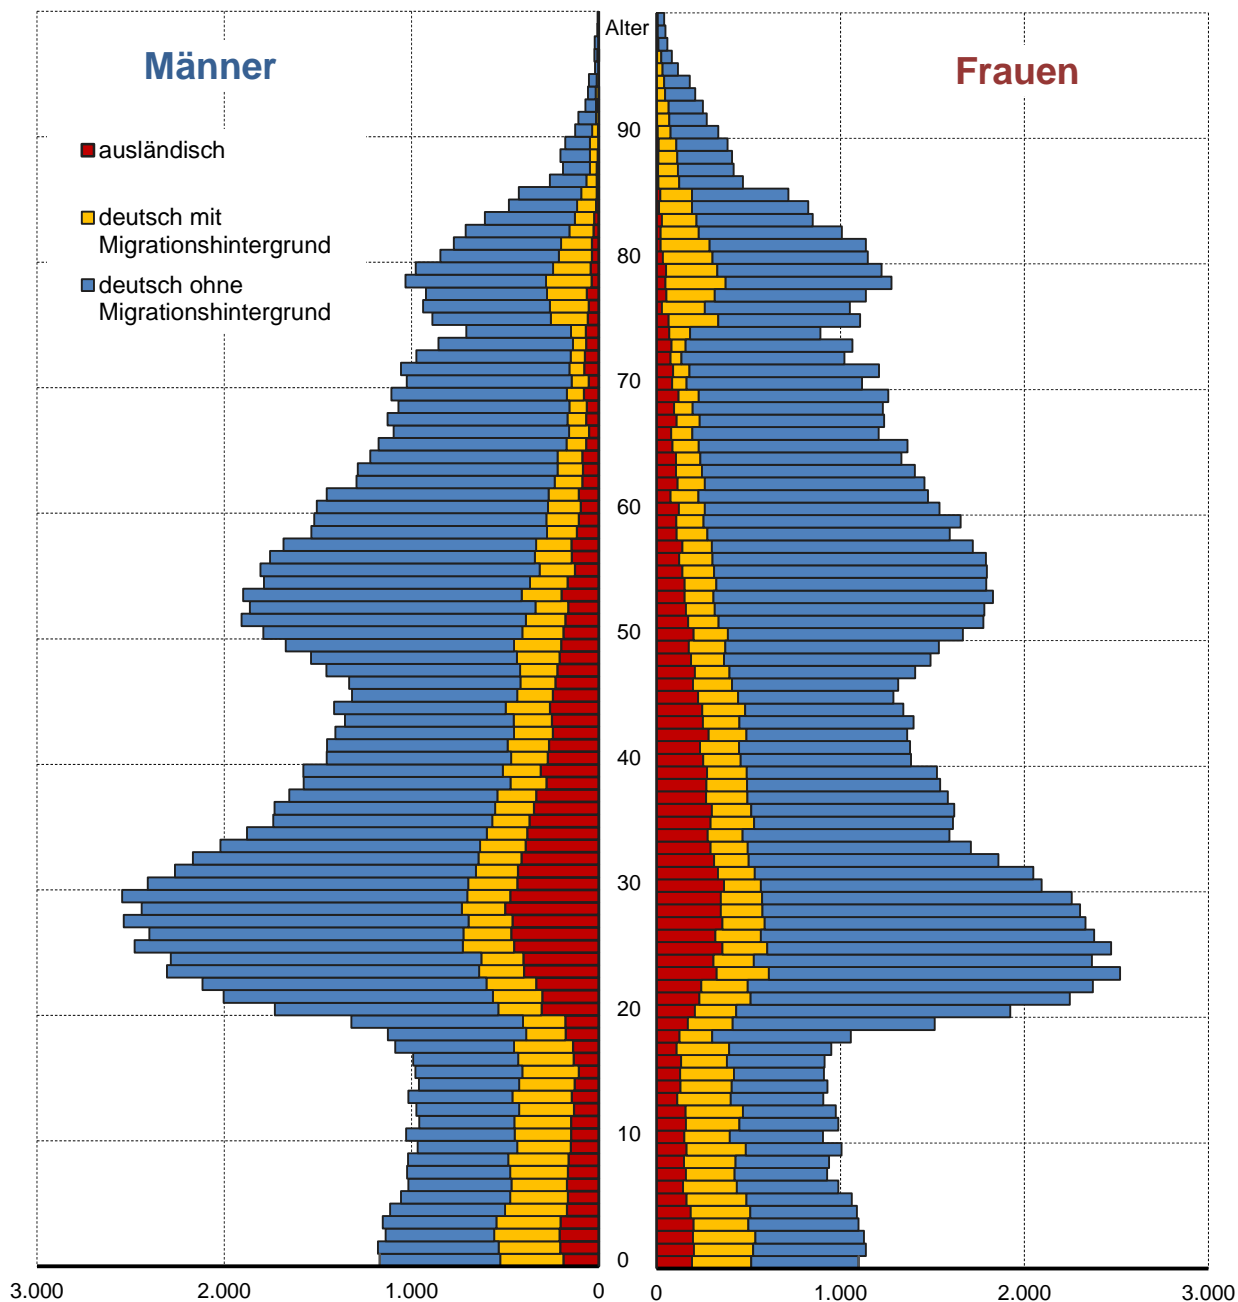 Männer
Alter
Frauen
ausländisch
deutsch mit
Migrationshintergrund
deutsch ohne
Migrationshintergrund
90
80
70
60
50
40
30
20
10
0
3.000 2.000 1.000 0 0 1.000 2.000 3.000